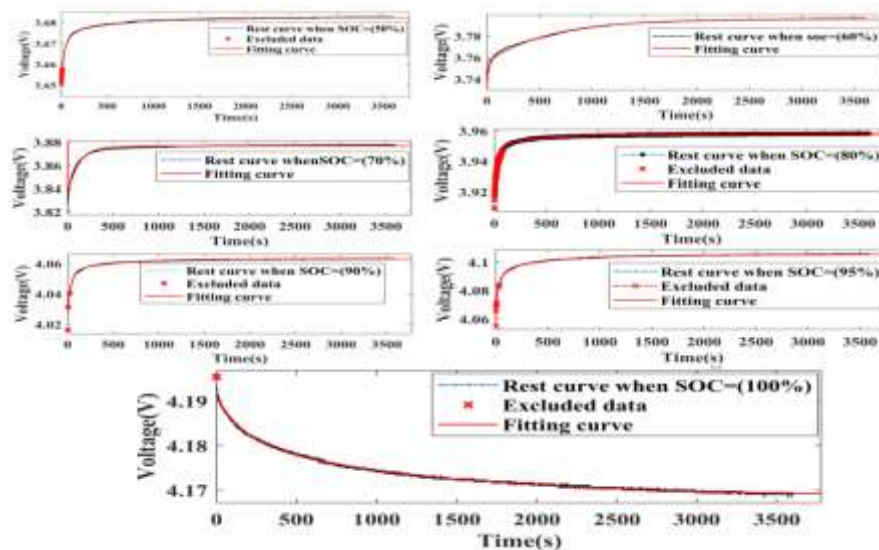 3.68
3.67
3.66
3.65
Voltage(V)
Rest curve when SOC=(50%)
Excluded data
Fitting curve
0 500 1000 1500 2000 2500 3000 3500
Time(s)
3.78
3.76
3.74
Voltage(V)
Rest curve when soc=(60%)
Fitting curve
0 500 1000 1500 2000 2500 3000 3500
Time(s)
3.88
3.86
3.84
3.82
Voltage(V)
Rest curve whenSOC=(70%)
Fitting curve
0 500 1000 1500 2000 2500 3000 3500
Time(s)
3.96
3.94
3.92
Voltage(V)
Rest curve when SOC=(80%)
Excluded data
Fitting curve
0 500 1000 1500 2000 2500 3000 3500
Time(s)
4.06
4.04
4.02
Voltage(V)
Rest curve when SOC=(90%)
Excluded data
Fitting curve
0 500 1000 1500 2000 2500 3000 3500
Time(s)
4.1
4.08
4.06
Voltage(V)
Rest curve when SOC=(95%)
Excluded data
Fitting curve
0 500 1000 1500 2000 2500 3000 3500
Time(s)
4.19
4.18
4.17
Voltage(V)
Rest curve when SOC=(100%)
Excluded data
Fitting curve
0 500 1000 1500 2000 2500 3000 3500
Time(s)